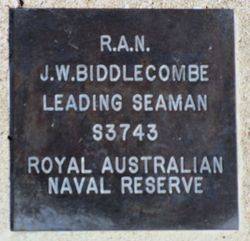 R.A.N.
J.W.BIDDLECOMBE
LEADING SEAMAN
S3743
ROYAL AUSTRALIAN
NAVAL RESERVE